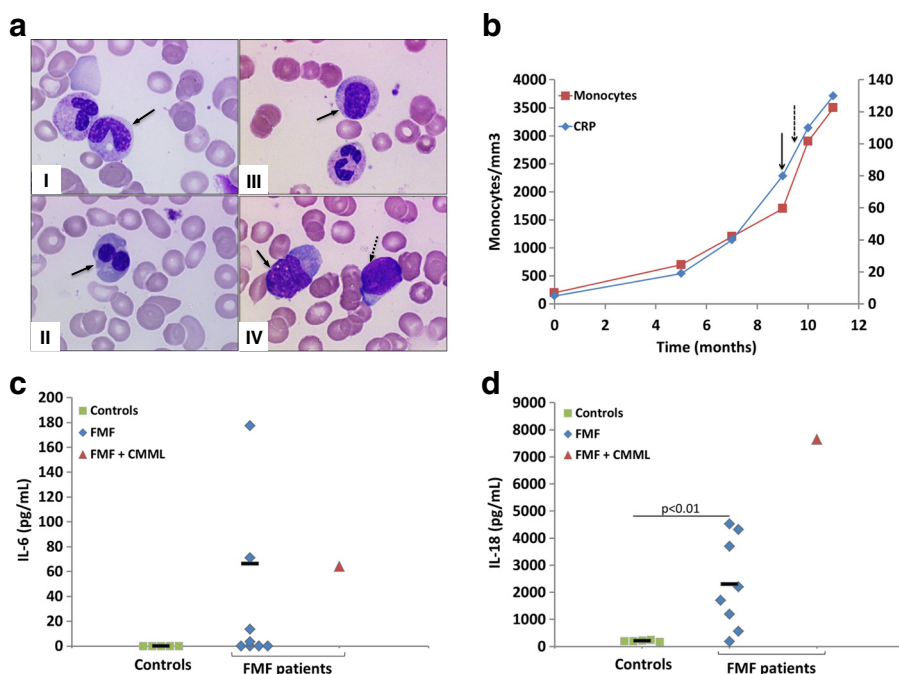 a
I
III
II
IV
b
Monocytes/mm3
4000
3500
3000
2500
2000
1500
1000
500
0
Monocytes
CRP
140
120
100
80
60
40
20
0
0
2
4
6
8
10
12
Time (months)
c
IL-6 (pg/mL)
200
180
160
140
120
100
80
60
40
20
0
Controls
FMF
FMF + CMML
Controls
FMF patients
d
IL-18 (pg/mL)
9000
8000
7000
6000
5000
4000
3000
2000
1000
0
Controls
FMF
FMF + CMML
p<0.01
Controls
FMF patients